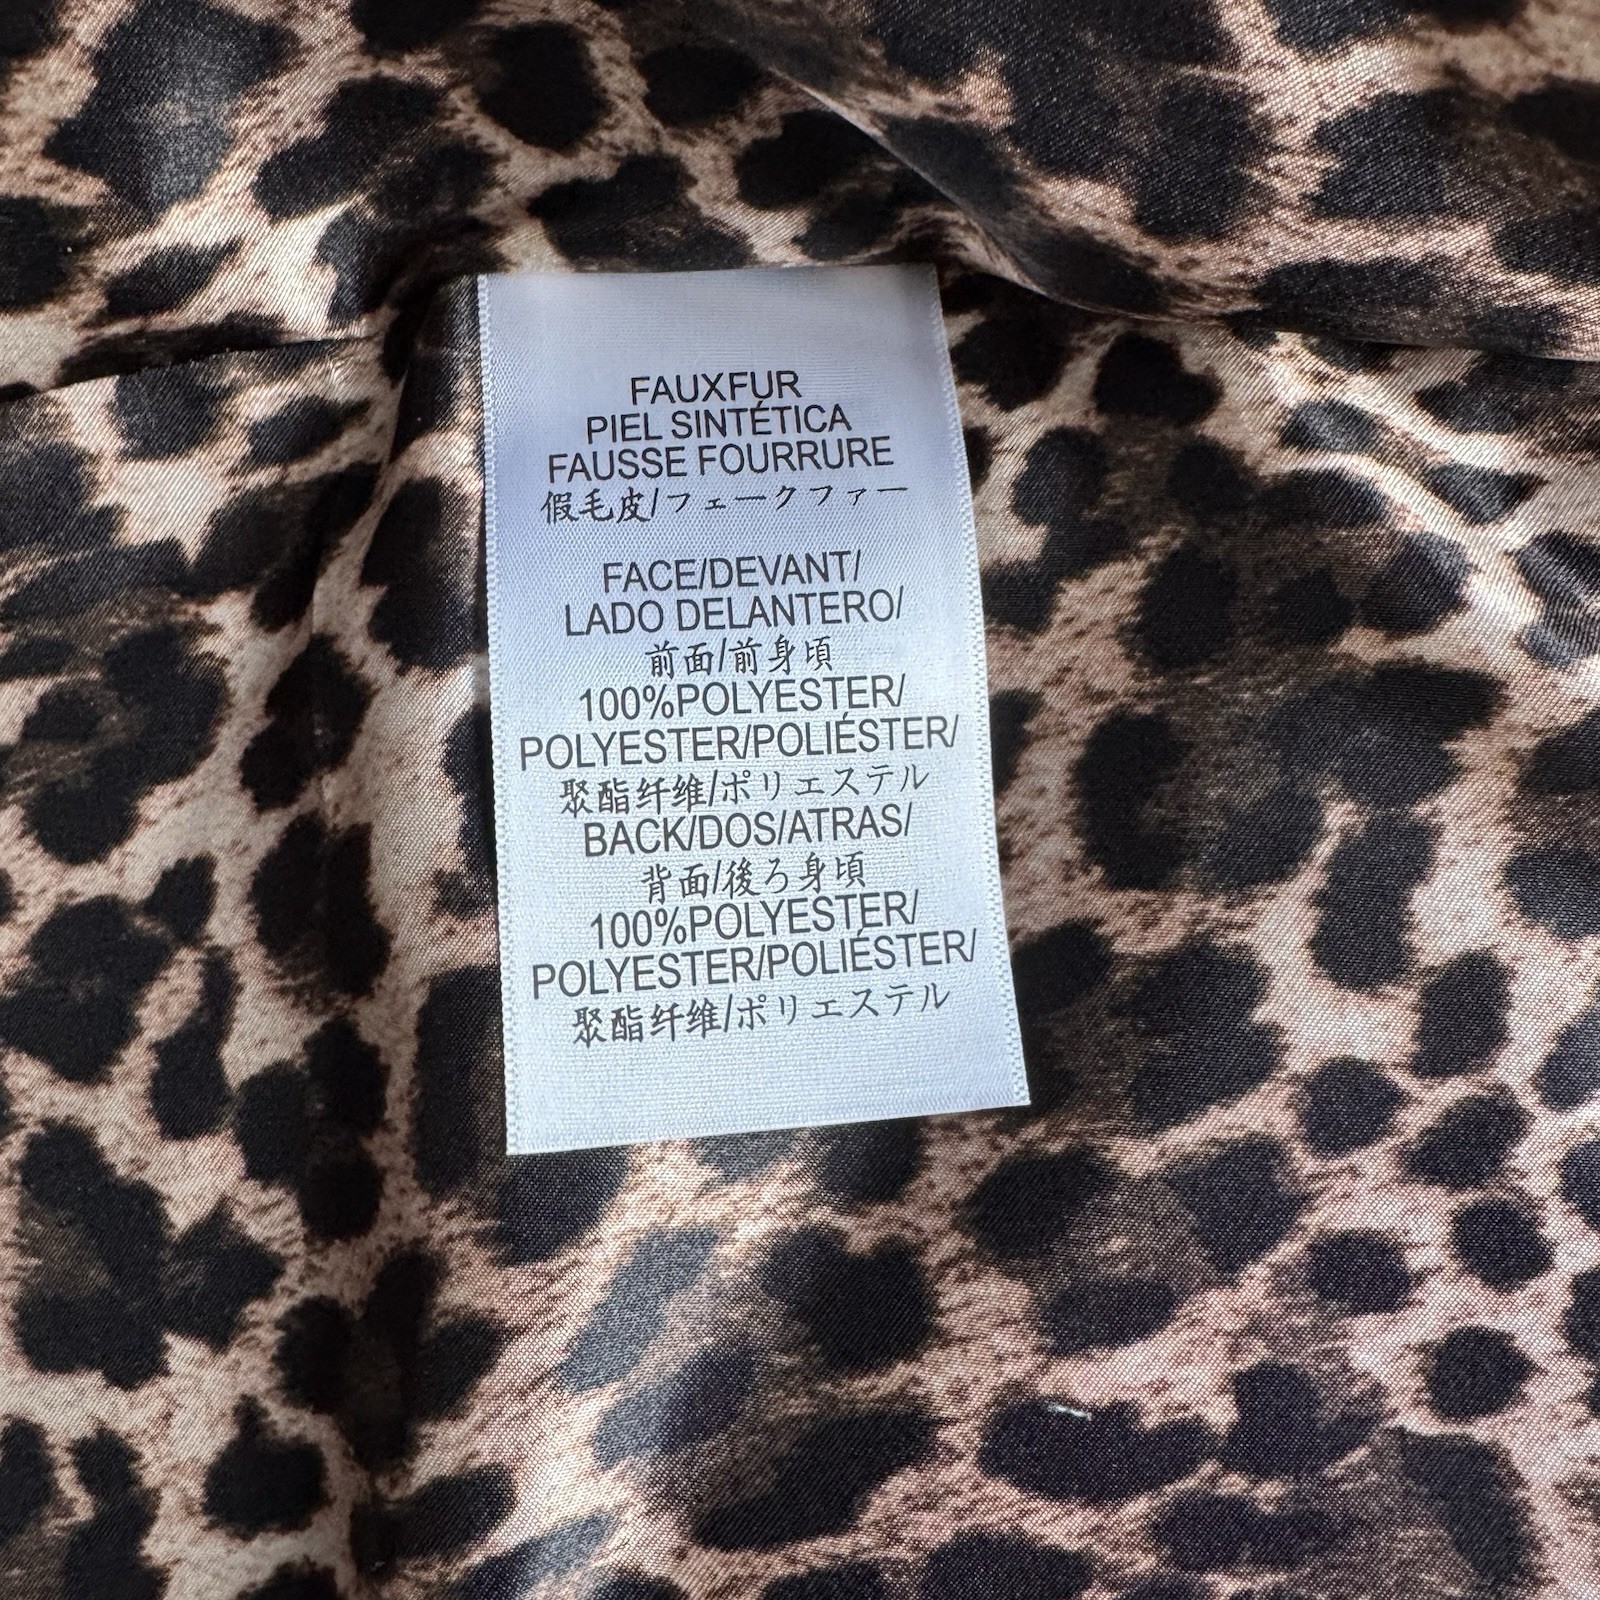 FAUXFUR
PIEL SINTÉTICA
FAUSSE FOURRURE
假毛皮/フェークファー
FACE/DEVANT/
LADO DELANTERO/
前面/前身頃
100%POLYESTER/
POLYESTER/POLIÉSTER/
聚酯纤维/ポリエステル
BACK/DOS/ATRAS/
背面/後ろ身頃
100%POLYESTER/
POLYESTER/POLIÉSTER/
聚酯纤维/ポリエステル